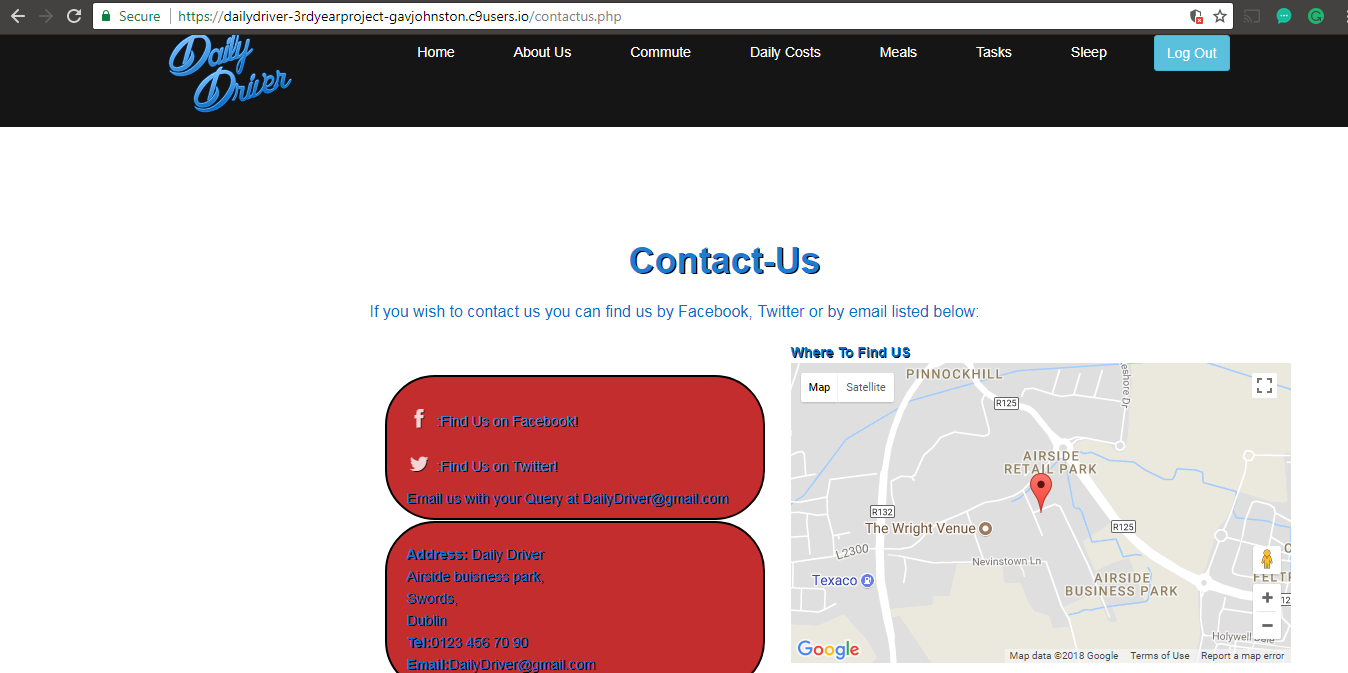 Secure
https://dailydriver-3rdyearproject-gavjohnston.c9users.io/contactus.php
Daily
Driver
Home
About Us
Commute
Daily Costs
Meals
Tasks
Sleep
Log Out
Contact-Us
If you wish to contact us you can find us by Facebook, Twitter or by email listed below:
:Find Us on Facebook!
:Find Us on Twitter!
Email us with your Query at DailyDriver@gmail.com
Address: Daily Driver
Airside buisness park,
Swords,
Dublin
Tel:0123 456 70 90
Email:DailyDriver@gmail.com
Where To Find US
Map
Satellite
PINNOCKHILL
R125
AIRSIDE
RETAIL PARK
R132
The Wright Venue
R125
L2300
Nevinstown Ln
Texaco
AIRSIDE
BUSINESS PARK
Google
Map data ©2018 Google
Terms of Use
Report a map error